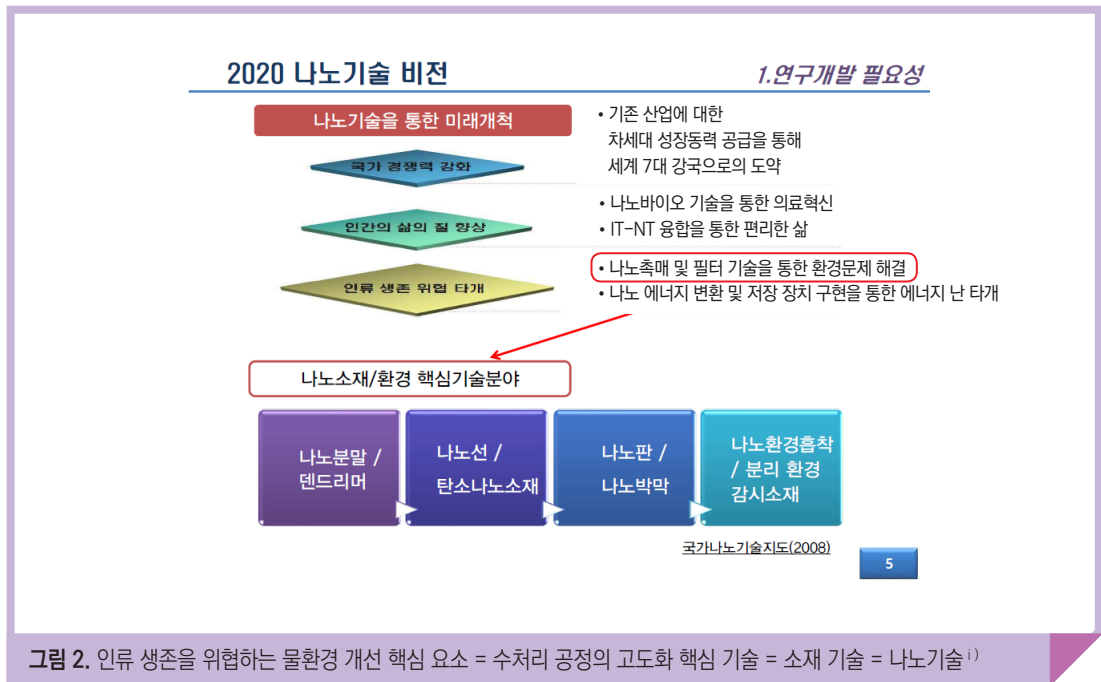 2020 나노기술 비전
1.연구개발 필요성
나노기술을 통한 미래개척
국가 경쟁력 강화
• 기존 산업에 대한
차세대 성장동력 공급을 통해
세계 7대 강국으로의 도약
인간의 삶의 질 향상
• 나노바이오 기술을 통한 의료혁신
• IT-NT 융합을 통한 편리한 삶
인류 생존 위협 타개
• 나노촉매 및 필터 기술을 통한 환경문제 해결
• 나노 에너지 변환 및 저장 장치 구현을 통한 에너지 난 타개
나노소재/환경 핵심기술분야
나노분말 /
덴드리머
나노선 /
탄소나노소재
나노판 /
나노박막
나노환경흡착
/ 분리 환경
감시소재
국가나노기술지도(2008)
5
그림 2. 인류 생존을 위협하는 물환경 개선 핵심 요소 = 수처리 공정의 고도화 핵심 기술 = 소재 기술 = 나노기술 i)